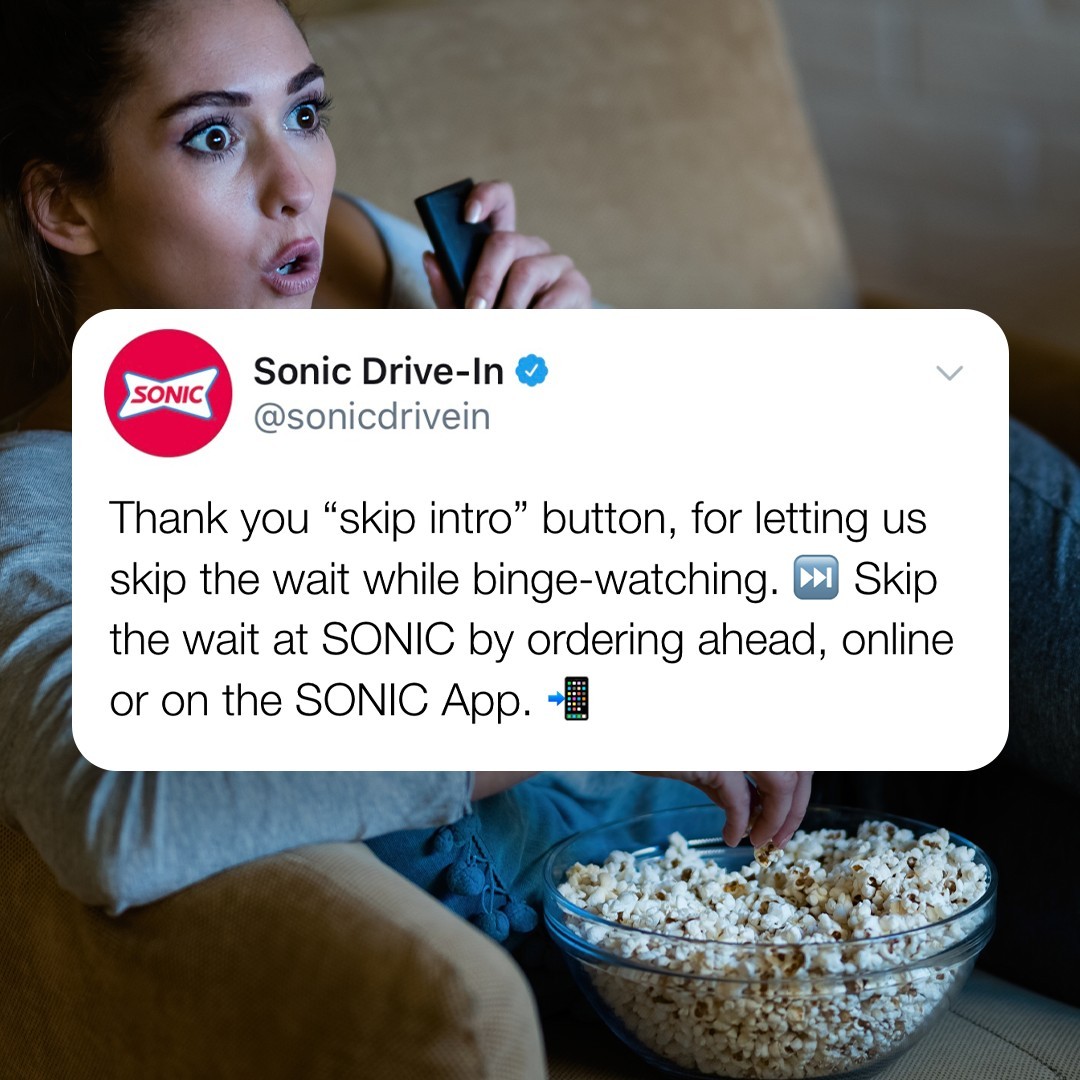 SONIC
Sonic Drive-In
@sonicdrivein
Thank you “skip intro” button, for letting us
skip the wait while binge-watching. ⏭️ Skip
the wait at SONIC by ordering ahead, online
or on the SONIC App. 📲